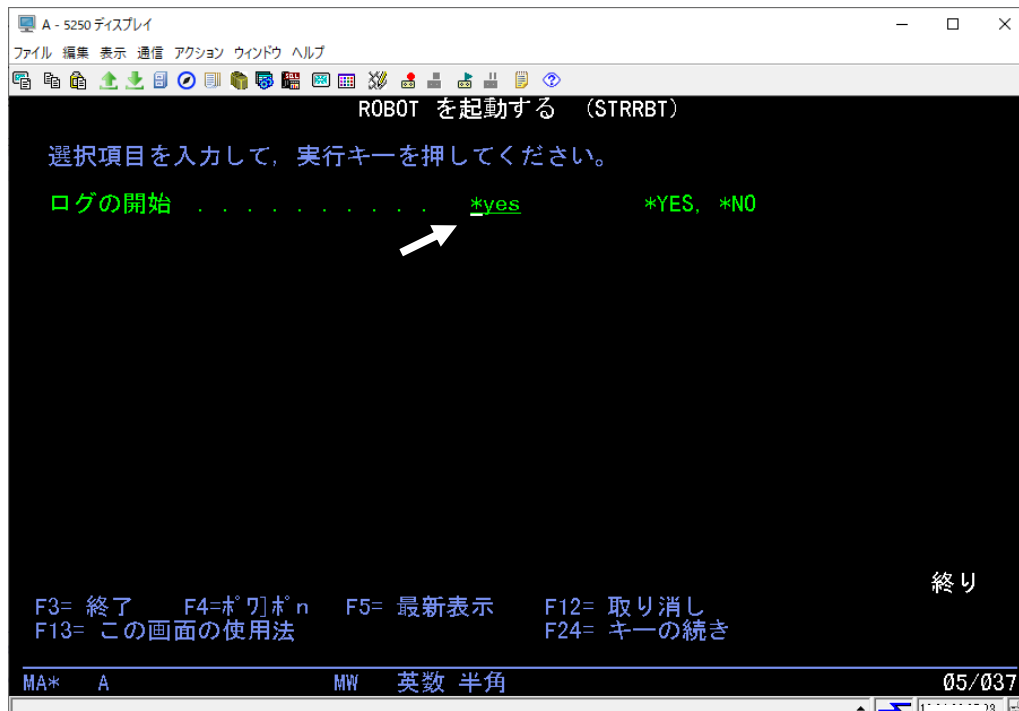 A - 5250 ディスプレイ
ファイル 編集 表示 通信 アクション ウィンドウ ヘルプ
ROBOT を起動する (STRRBT)
選択項目を入力して, 実行キーを押してください。
ログの開始 . . . . . . . . . . *yes *YES, *NO
終り
F3= 終了 F4=ﾎﾟﾜ]ﾎﾟn F5= 最新表示 F12= 取り消し
F13= この画面の使用法 F24= キーの続き
MA* A MW 英数 半角 05/037